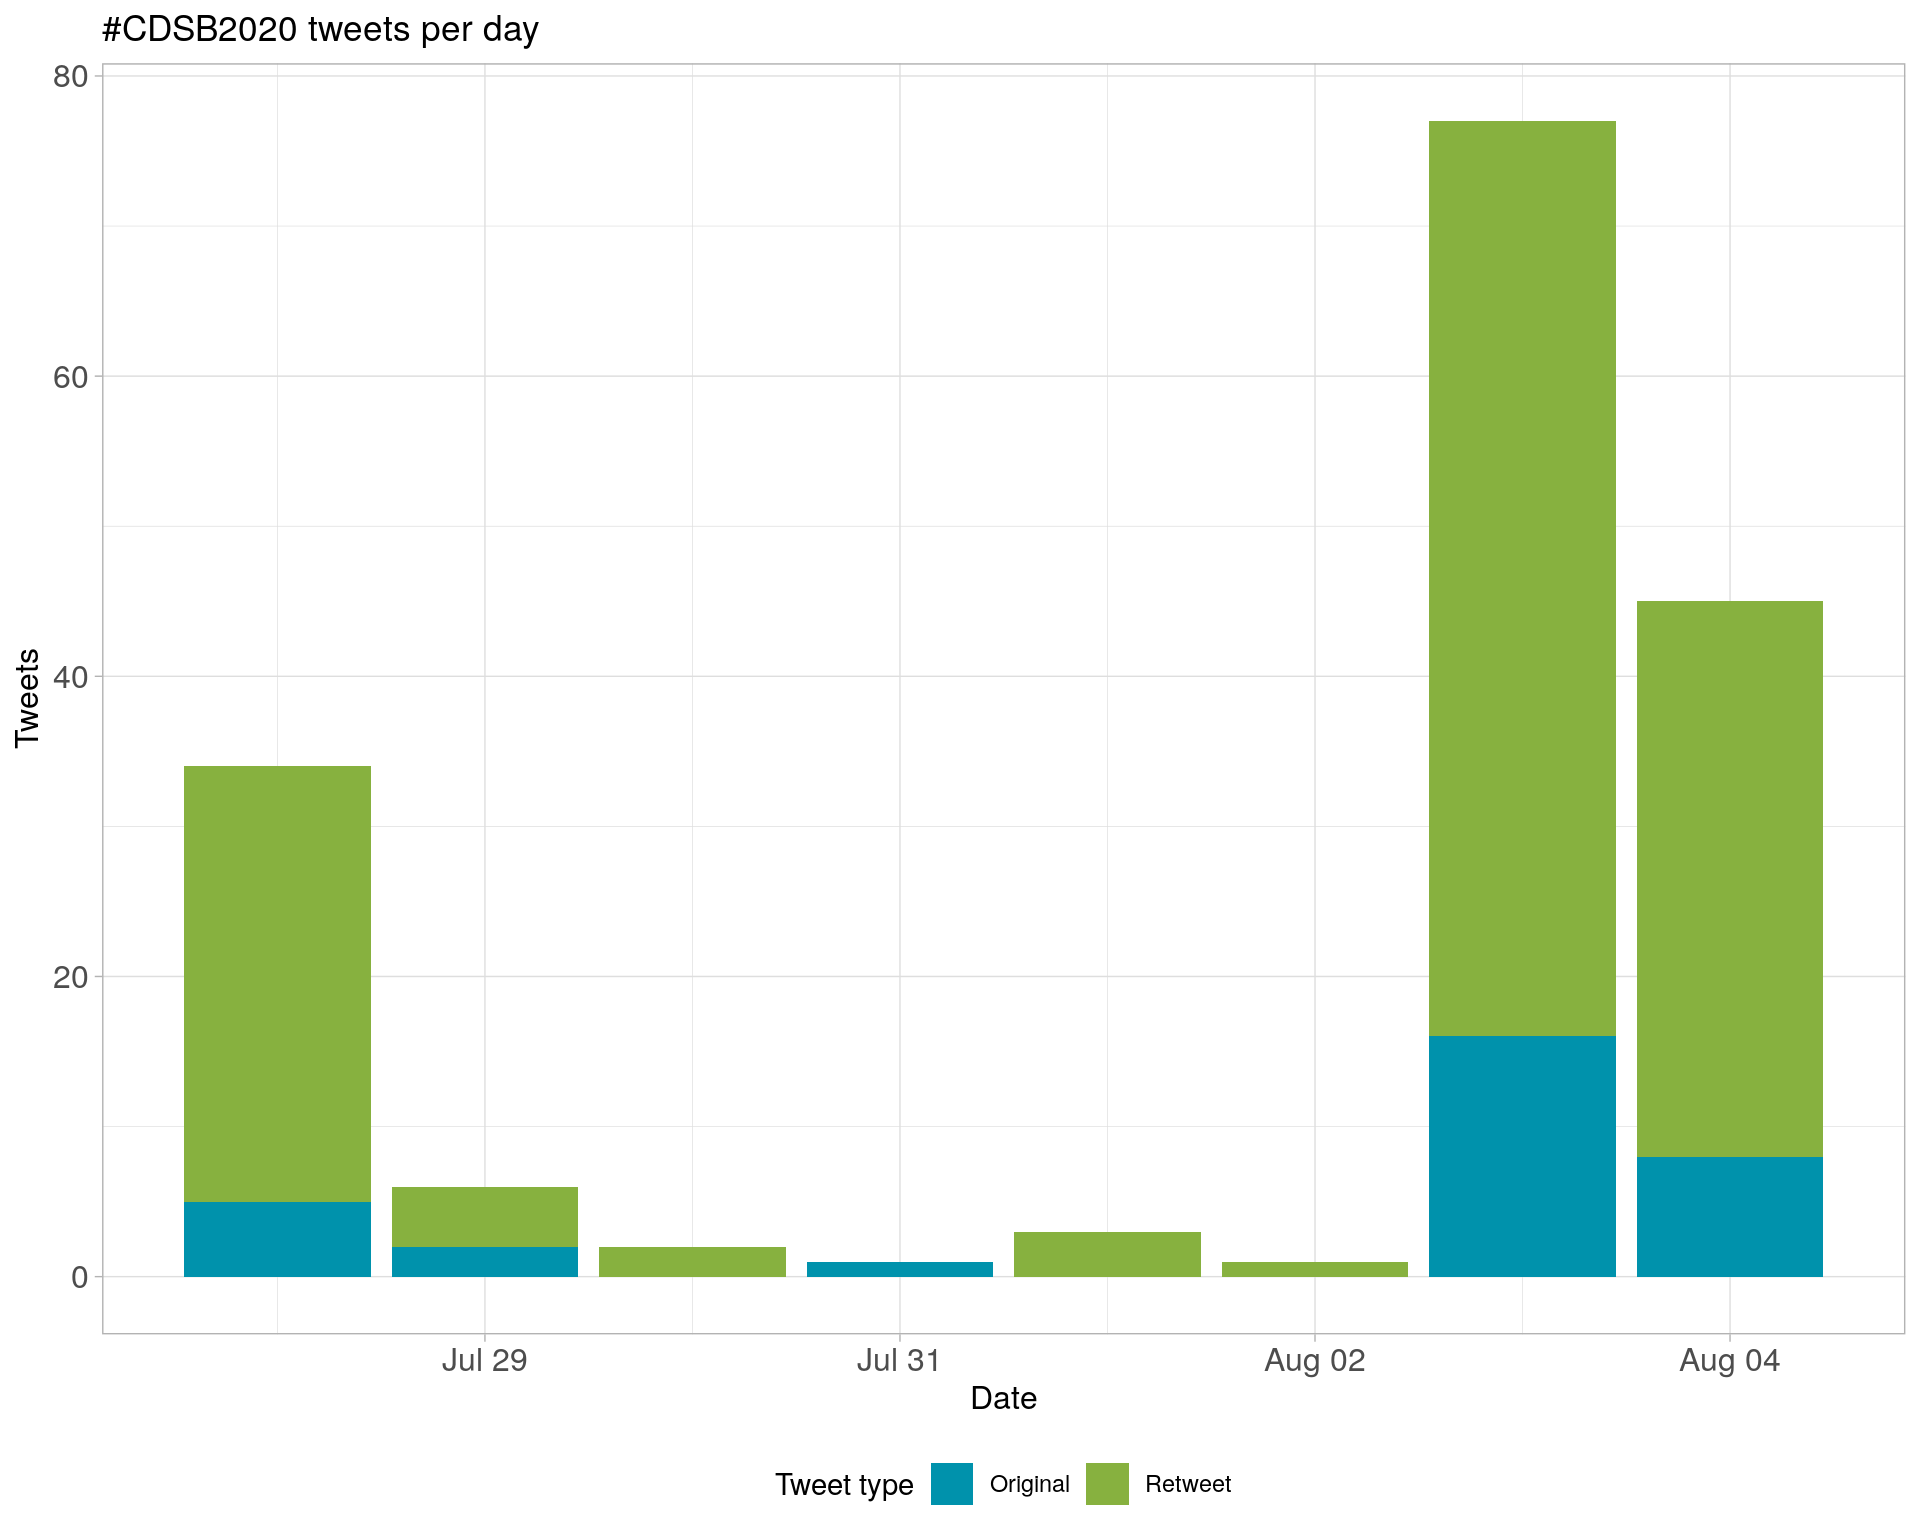 #CDSB2020 tweets per day
80
60
40
20
0
Tweets
Jul 29 Jul 31 Aug 02 Aug 04
Date
Tweet type Original Retweet